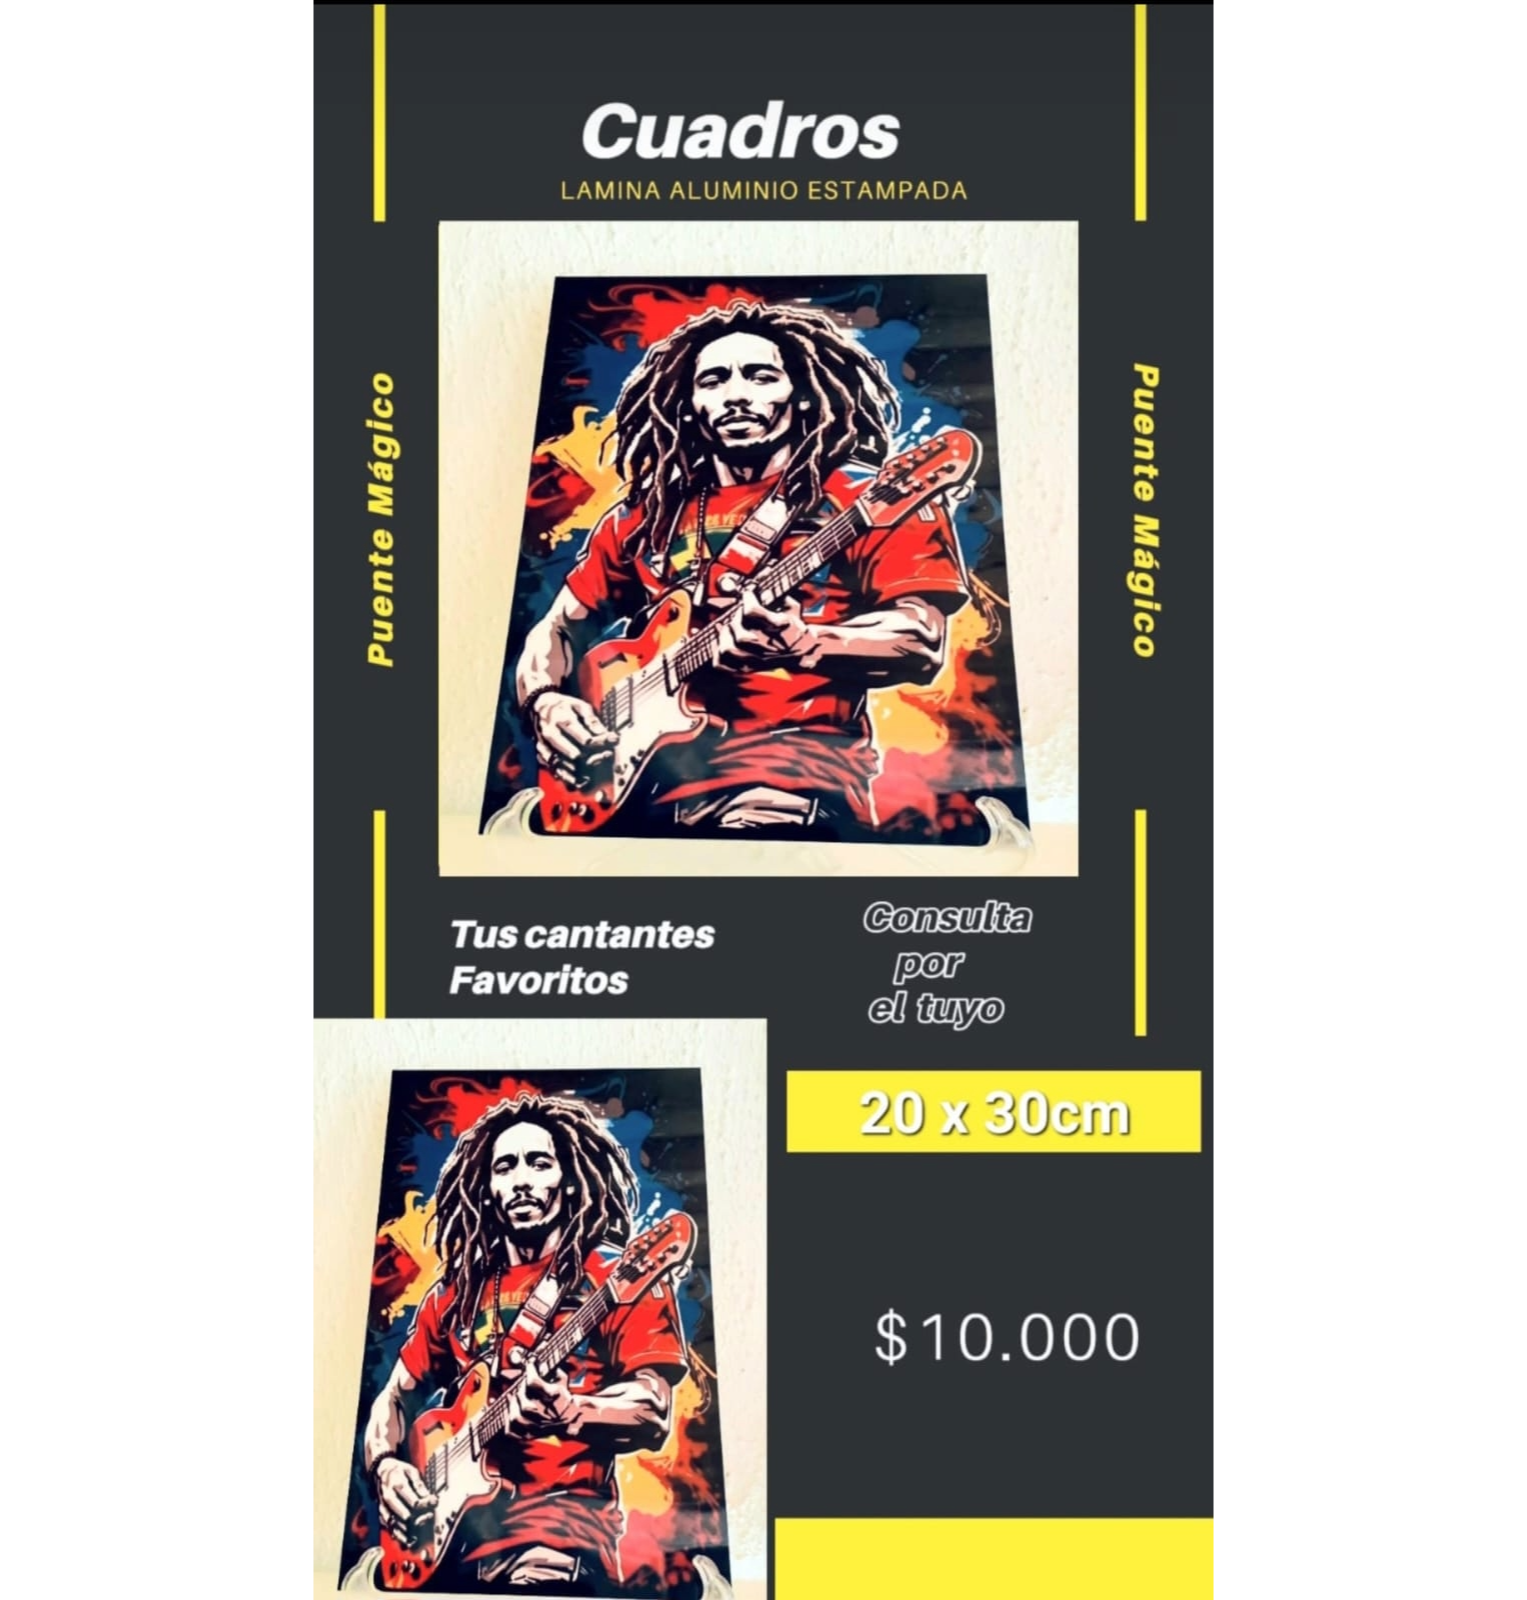 Cuadros
LAMINA ALUMINIO ESTAMPADA
Puente Mágico
Puente Mágico
Tus cantantes
Favoritos
Consulta
por
el tuyo
20 x 30cm
$10.000